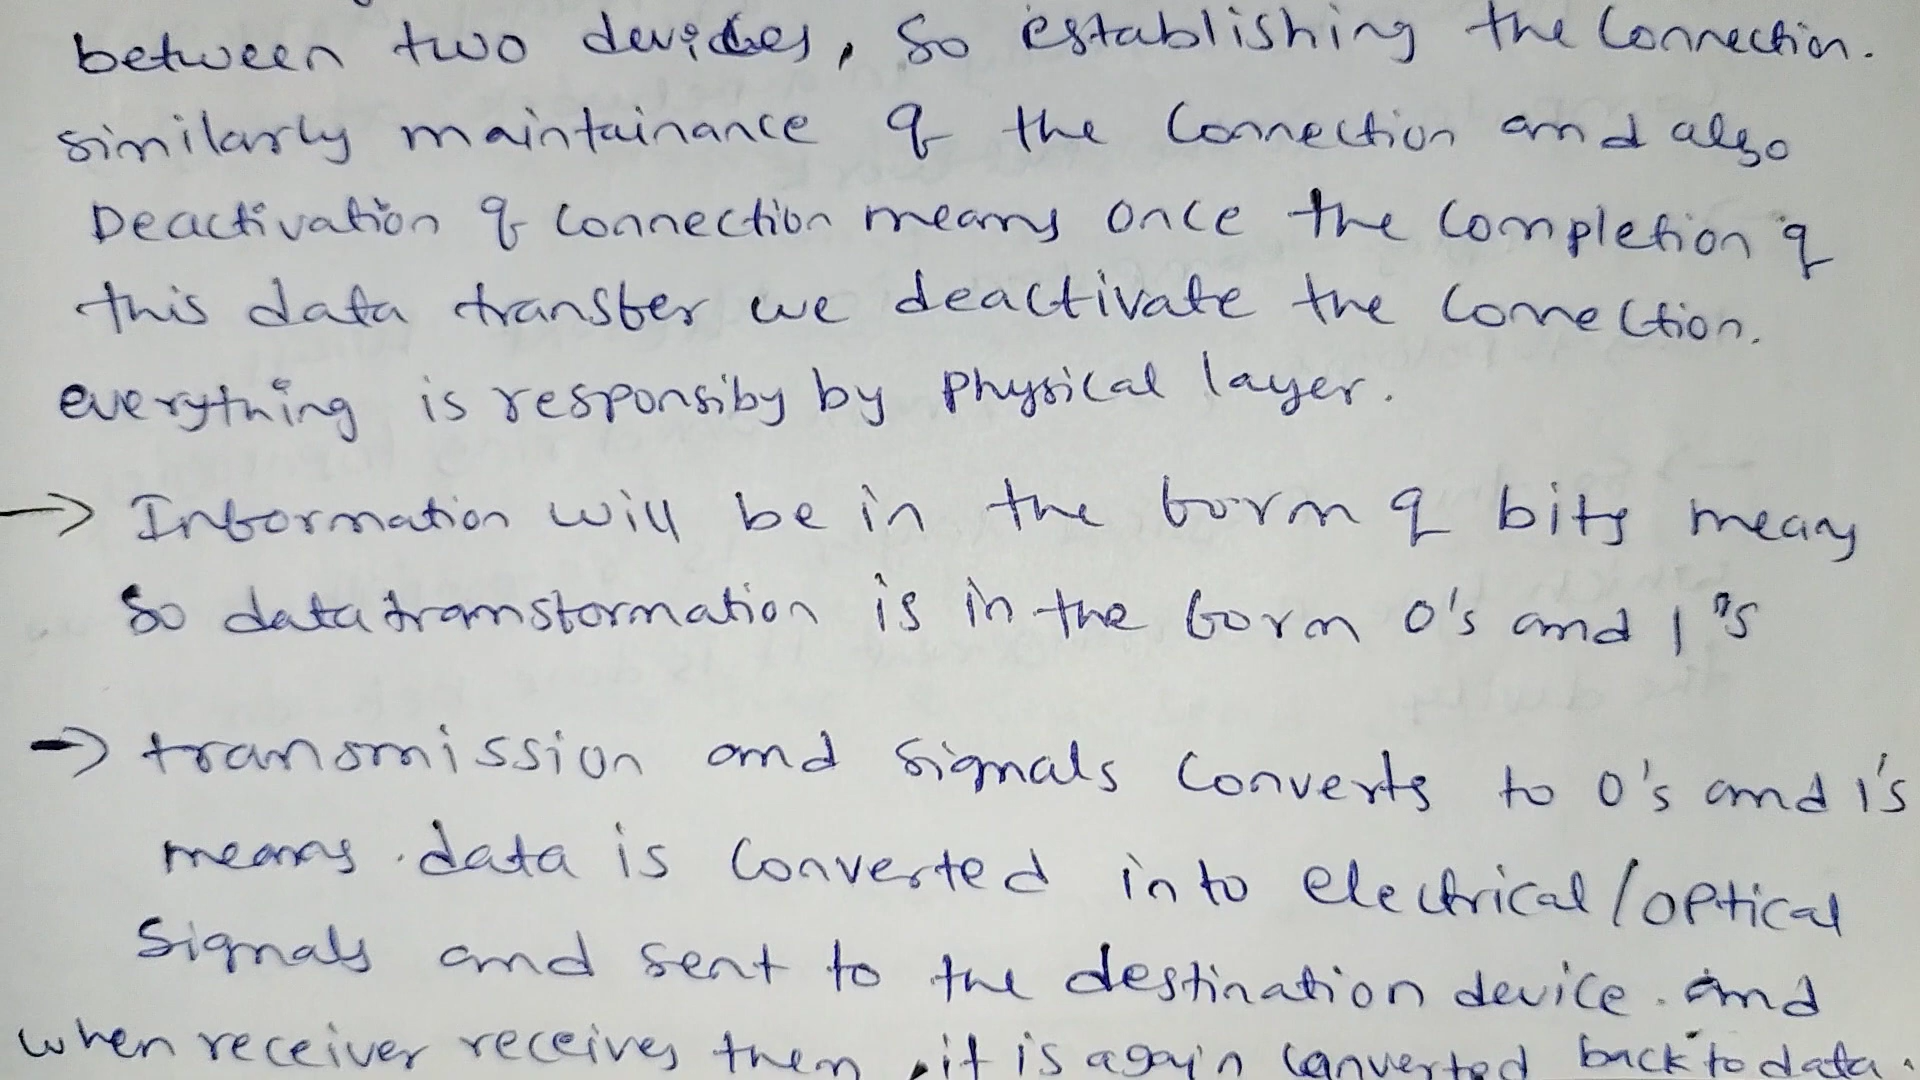 between two devices, So establishing the Connection.
similarly maintainance of the Connection and also
Deactivation of Connection means once the Completion of
this data transfer we deactivate the Connection.
everything is responsiby by Physical layer.
→ Information will be in the form of bits means
So data transformation is in the form 0's and 1's
→ transmission and signals Converts to 0's and 1's
means data is Converted into electrical/optical
Signals and sent to the destination device. and
when receiver receives them, it is again converted back to data.